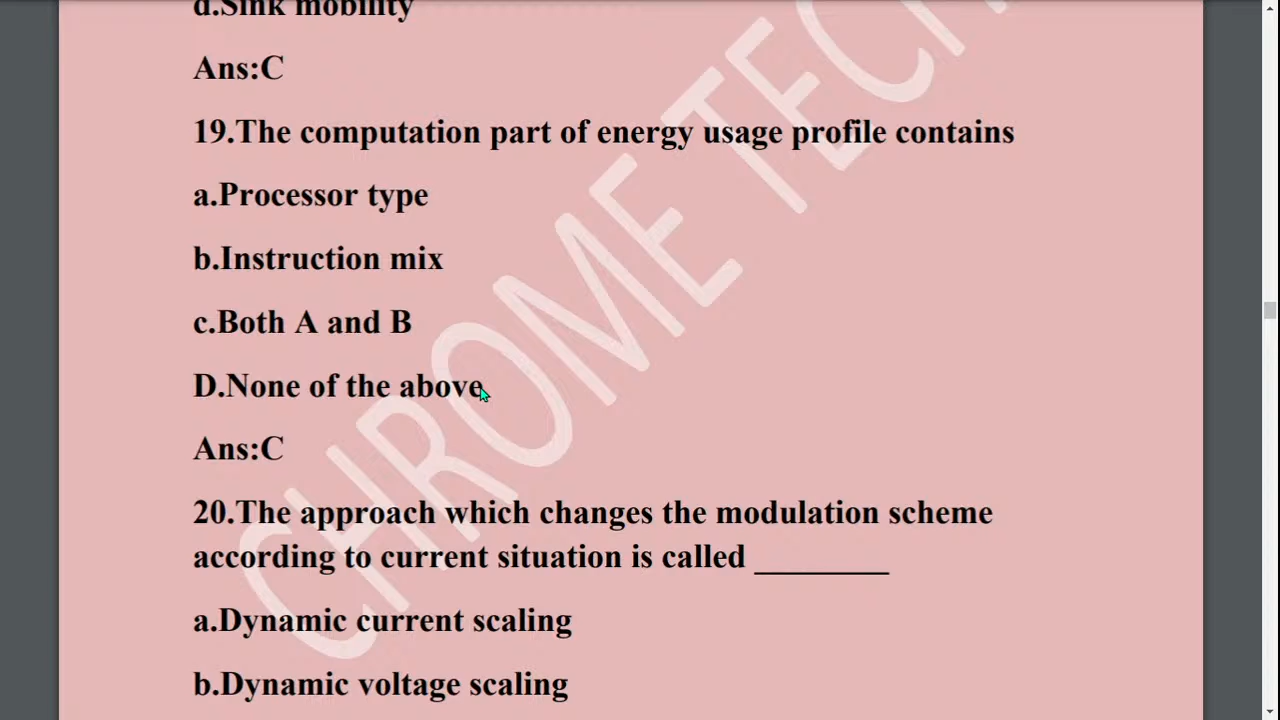 d.Sink mobility
Ans:C
19.The computation part of energy usage profile contains
a.Processor type
b.Instruction mix
c.Both A and B
D.None of the above
Ans:C
20.The approach which changes the modulation scheme
according to current situation is called ________
a.Dynamic current scaling
b.Dynamic voltage scaling
CHROME TECH